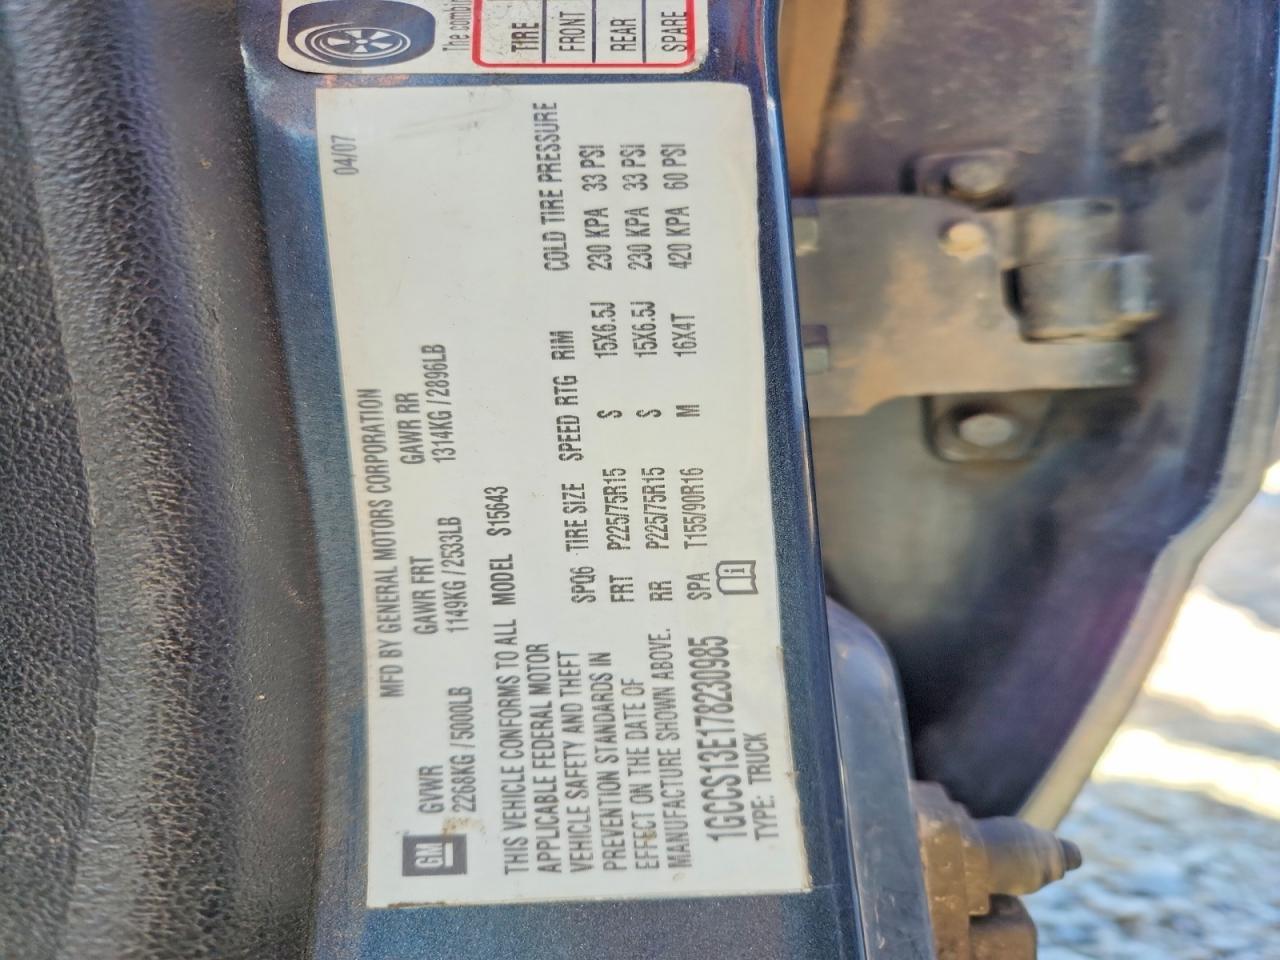 The combin
TIRE
FRONT
REAR
SPARE
04/07
MFD BY GENERAL MOTORS CORPORATION
GM
GVWR GAWR FRT GAWR RR
2268KG / 5000LB 1149KG / 2533LB 1314KG / 2896LB
THIS VEHICLE CONFORMS TO ALL MODEL S15643
APPLICABLE FEDERAL MOTOR
VEHICLE SAFETY AND THEFT
PREVENTION STANDARDS IN
EFFECT ON THE DATE OF
MANUFACTURE SHOWN ABOVE.
SPQ6 TIRE SIZE SPEED RTG RIM COLD TIRE PRESSURE
FRT P225/75R15 S 15X6.5J 230 KPA 33 PSI
RR P225/75R15 S 15X6.5J 230 KPA 33 PSI
SPA T155/90R16 M 16X4T 420 KPA 60 PSI
1GCCS13E178230985
TYPE: TRUCK